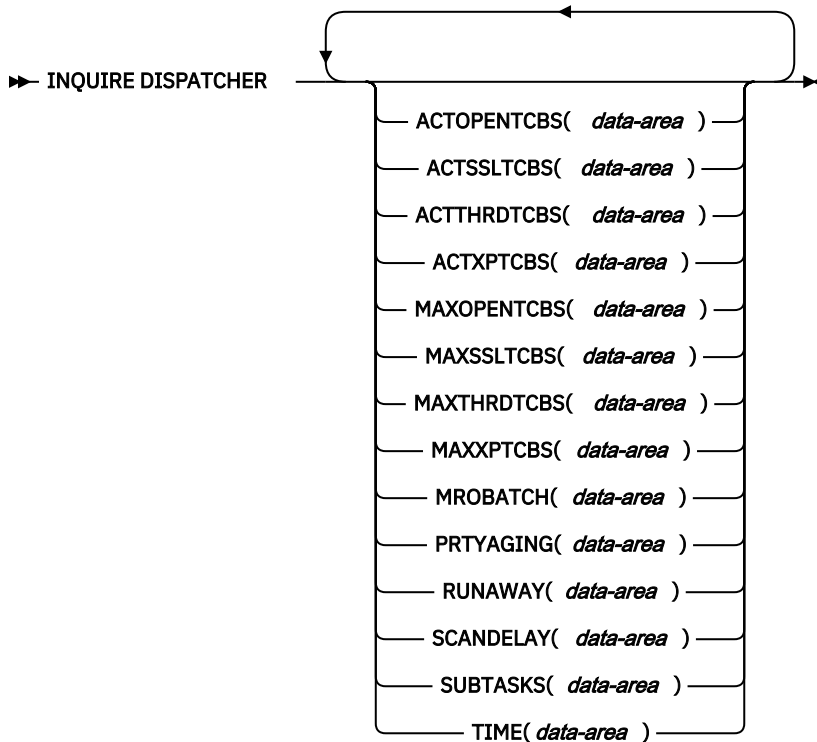 INQUIRE DISPATCHER
ACTOPENTCBS( data-area )
ACTSSLTCBS( data-area )
ACTTHRDTCBS( data-area )
ACTXPTCBS( data-area )
MAXOPENTCBS( data-area )
MAXSSLTCBS( data-area )
MAXTHRDTCBS( data-area )
MAXXPTCBS( data-area )
MROBATCH( data-area )
PRTYAGING( data-area )
RUNAWAY( data-area )
SCANDELAY( data-area )
SUBTASKS( data-area )
TIME( data-area )